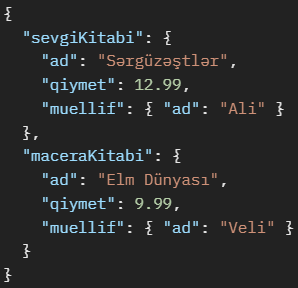 {
  "sevgiKitabi": {
    "ad": "Sərgüzəştlər",
    "qiymet": 12.99,
    "muellif": { "ad": "Ali" }
  },
  "maceraKitabi": {
    "ad": "Elm Dünyası",
    "qiymet": 9.99,
    "muellif": { "ad": "Veli" }
  }
}